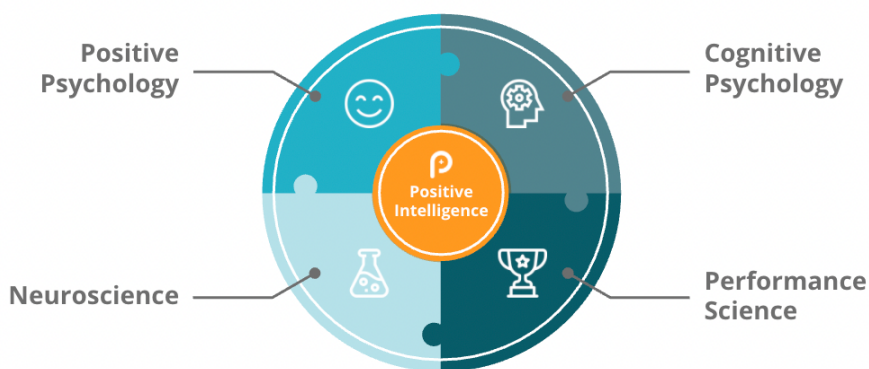 Positive
Psychology
Cognitive
Psychology
Positive
Intelligence
Neuroscience
Performance
Science